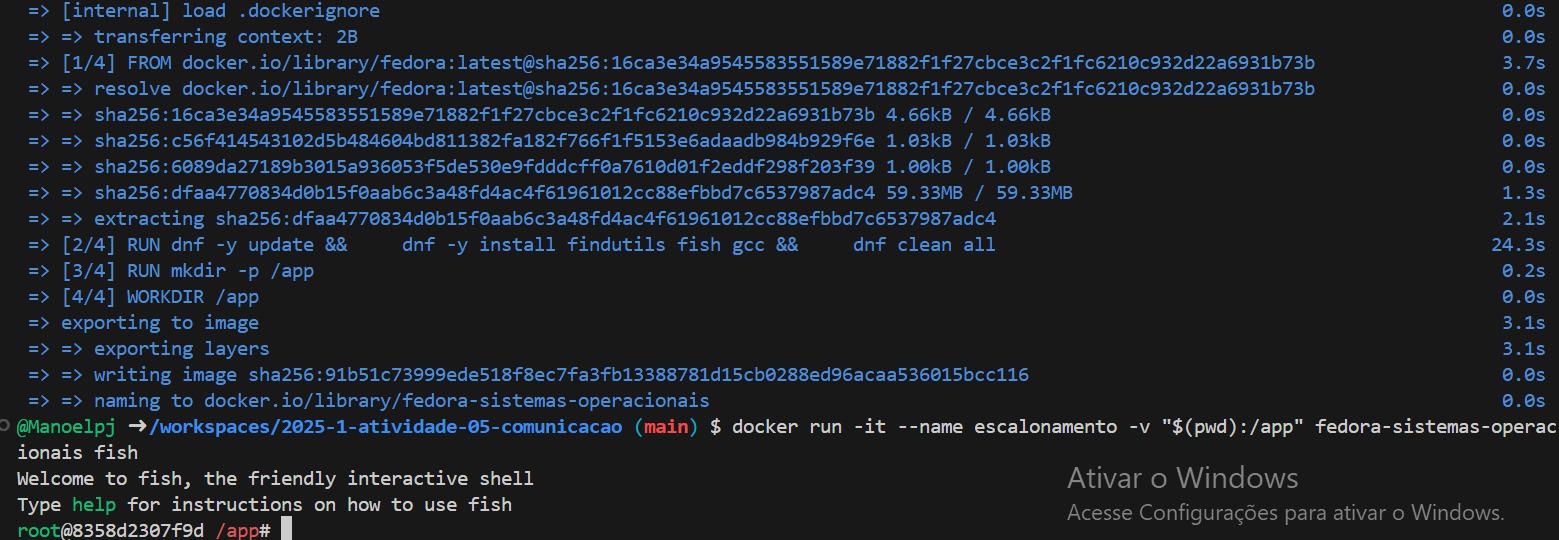 => [internal] load .dockerignore 0.0s
=> => transferring context: 2B 0.0s
=> [1/4] FROM docker.io/library/fedora:latest@sha256:16ca3e34a9545583551589e71882f1f27cbce3c2f1fc6210c932d22a6931b73b 3.7s
=> => resolve docker.io/library/fedora:latest@sha256:16ca3e34a9545583551589e71882f1f27cbce3c2f1fc6210c932d22a6931b73b 0.0s
=> => sha256:16ca3e34a9545583551589e71882f1f27cbce3c2f1fc6210c932d22a6931b73b 4.66kB / 4.66kB 0.0s
=> => sha256:c56f414543102d5b484604bd811382fa182f766f1f5153e6adaadb984b929f6e 1.03kB / 1.03kB 0.0s
=> => sha256:6089da27189b3015a936053f5de530e9fdddcff0a7610d01f2eddf298f203f39 1.00kB / 1.00kB 0.0s
=> => sha256:dfaa4770834d0b15f0aab6c3a48fd4ac4f61961012cc88efbbd7c6537987adc4 59.33MB / 59.33MB 1.3s
=> => extracting sha256:dfaa4770834d0b15f0aab6c3a48fd4ac4f61961012cc88efbbd7c6537987adc4 2.1s
=> [2/4] RUN dnf -y update &&     dnf -y install findutils fish gcc &&     dnf clean all 24.3s
=> [3/4] RUN mkdir -p /app 0.2s
=> [4/4] WORKDIR /app 0.0s
=> exporting to image 3.1s
=> => exporting layers 3.1s
=> => writing image sha256:91b51c73999ede518f8ec7fa3fb13388781d15cb0288ed96acaa536015bcc116 0.0s
=> => naming to docker.io/library/fedora-sistemas-operacionais 0.0s
@Manoelpj ➜ /workspaces/2025-1-atividade-05-comunicacao (main) $ docker run -it --name escalonamento -v "$(pwd):/app" fedora-sistemas-operac
ionais fish
Welcome to fish, the friendly interactive shell
Type help for instructions on how to use fish
root@8358d2307f9d /app#
Ativar o Windows
Acesse Configurações para ativar o Windows.